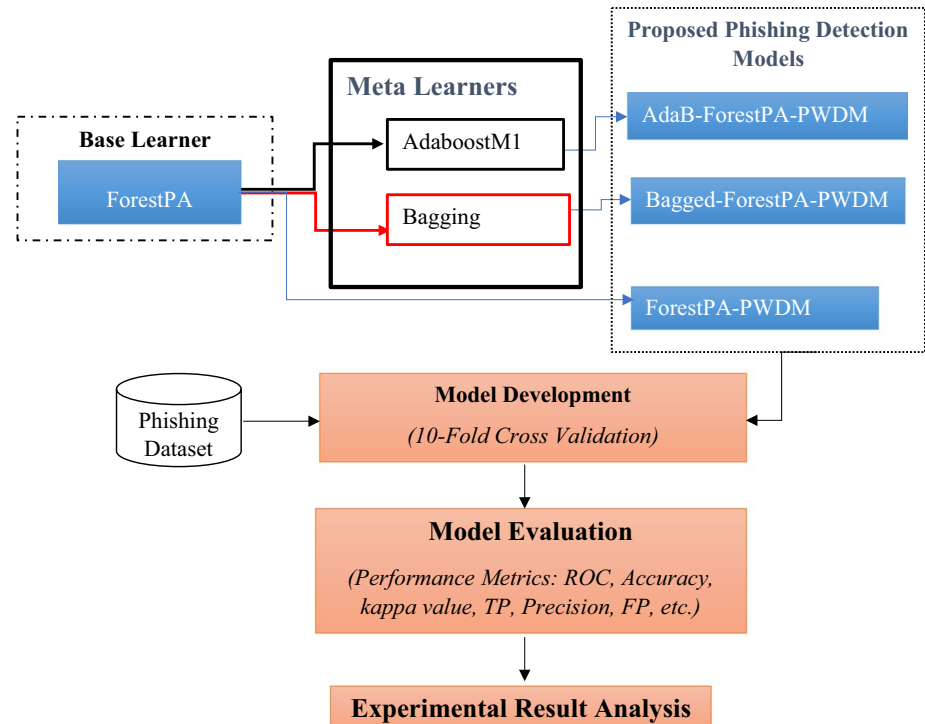 Proposed Phishing Detection
Models
Meta Learners
Base Learner
ForestPA
AdaboostM1
Bagging
AdaB-ForestPA-PWDM
Bagged-ForestPA-PWDM
ForestPA-PWDM
Phishing
Dataset
Model Development
(10-Fold Cross Validation)
Model Evaluation
(Performance Metrics: ROC, Accuracy,
kappa value, TP, Precision, FP, etc.)
Experimental Result Analysis